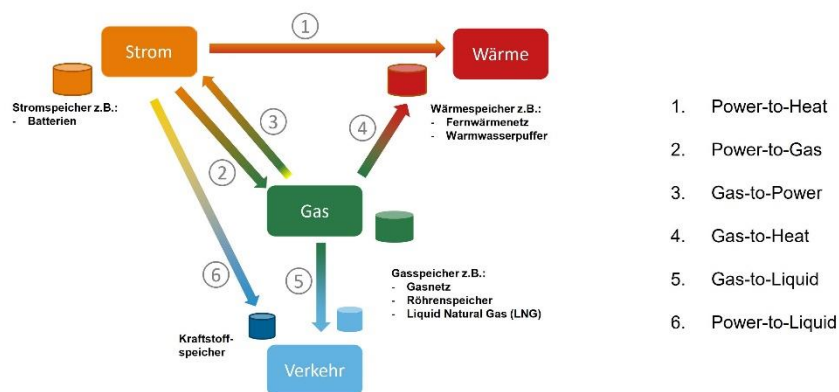 1
Strom
Wärme
Stromspeicher z.B.:
- Batterien
3
4
Wärmespeicher z.B.:
- Fernwärmenetz
- Warmwasserpuffer
2
Gas
6
5
Gasspeicher z.B.:
- Gasnetz
- Röhrenspeicher
- Liquid Natural Gas (LNG)
Kraftstoff-
speicher
Verkehr
1. Power-to-Heat
2. Power-to-Gas
3. Gas-to-Power
4. Gas-to-Heat
5. Gas-to-Liquid
6. Power-to-Liquid